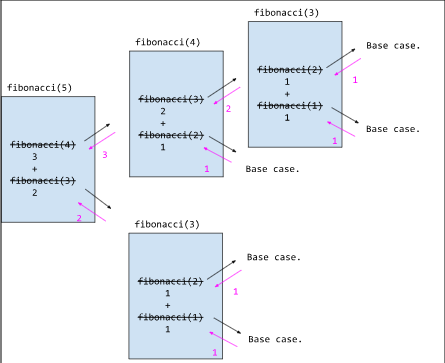 fibonacci(5)
fibonacci(4)
3
+
fibonacci(3)
2
3
2
fibonacci(4)
fibonacci(3)
2
+
fibonacci(2)
1
2
1
Base case.
fibonacci(3)
fibonacci(2)
1
+
fibonacci(1)
1
Base case.
1
Base case.
1
fibonacci(3)
fibonacci(2)
1
+
fibonacci(1)
1
Base case.
1
Base case.
1